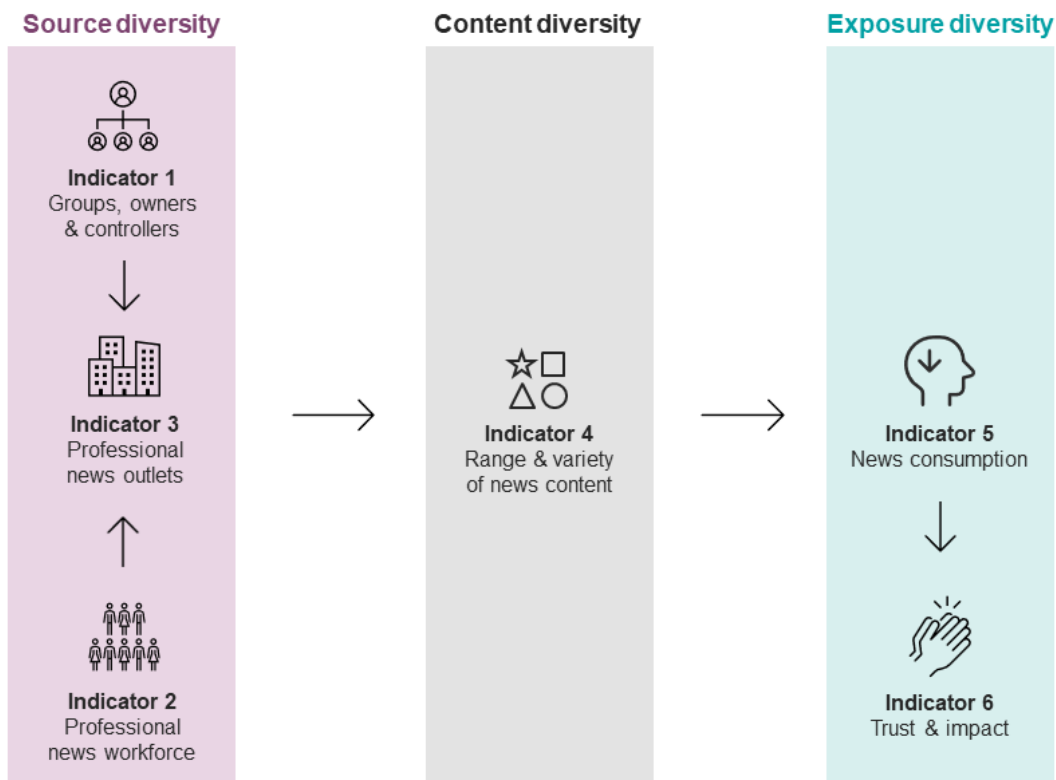 Source diversity
Indicator 1
Groups, owners
& controllers
Indicator 3
Professional
news outlets
Indicator 2
Professional
news workforce
Content diversity
Indicator 4
Range & variety
of news content
Exposure diversity
Indicator 5
News consumption
Indicator 6
Trust & impact